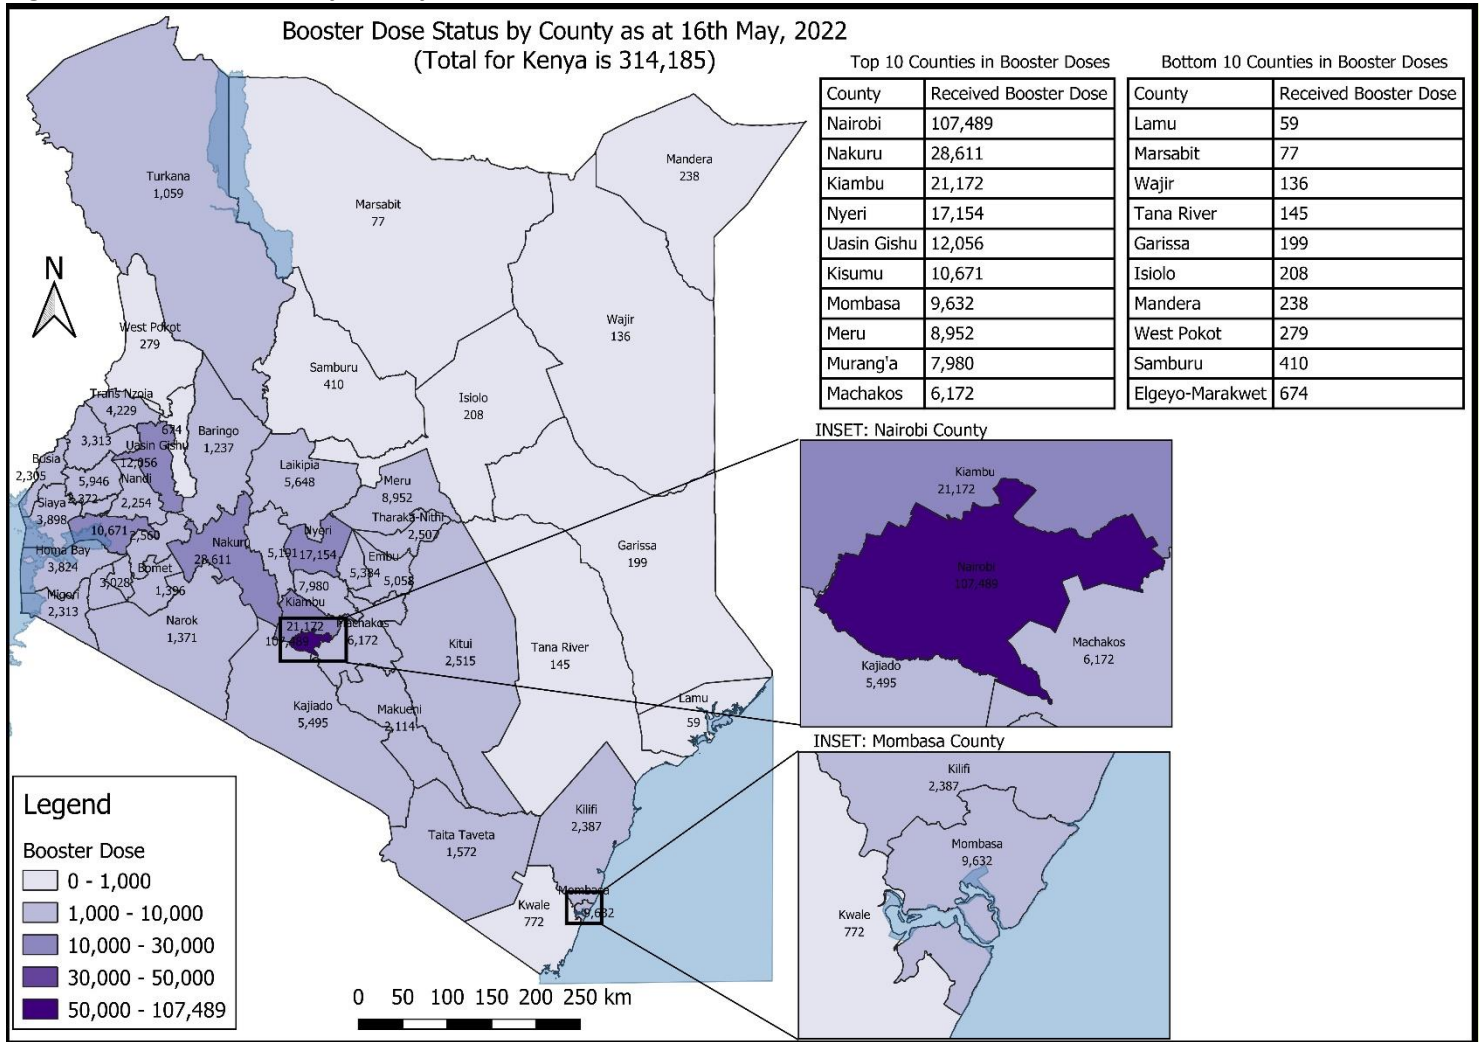 Booster Dose Status by County as at 16th May, 2022
(Total for Kenya is 314,185)
Top 10 Counties in Booster Doses
County Received Booster Dose
Nairobi 107,489
Nakuru 28,611
Kiambu 21,172
Nyeri 17,154
Uasin Gishu 12,056
Kisumu 10,671
Mombasa 9,632
Meru 8,952
Murang'a 7,980
Machakos 6,172
Bottom 10 Counties in Booster Doses
County Received Booster Dose
Lamu 59
Marsabit 77
Wajir 136
Tana River 145
Garissa 199
Isiolo 208
Mandera 238
West Pokot 279
Samburu 410
Elgeyo-Marakwet 674
Turkana
1,059
Marsabit
77
Mandera
238
N
West Pokot
279
Samburu
410
Wajir
136
Isiolo
208
Trans Nzoia
4,229
674
Baringo
1,237
3,313
Uasin Gishu
12,056
Busia
2,305
5,946
Nandi
2,254
Laikipia
5,648
Meru
8,952
Siaya
3,898
Tharaka-Nithi
2,507
10,671
2,560
Nakuru
28,611
5,191
Nyeri
17,154
Embu
5,384
5,058
Garissa
199
Homa Bay
3,824
3,028
Bomet
1,396
7,980
Migori
2,313
Narok
1,371
Kiambu
21,172
107,489
Machakos
6,172
Kitui
2,515
Tana River
145
Kajiado
5,495
Makueni
2,114
Lamu
59
Taita Taveta
1,572
Kilifi
2,387
Kwale
772
Mombasa
9,632
INSET: Nairobi County
Kiambu
21,172
Nairobi
107,489
Machakos
6,172
Kajiado
5,495
INSET: Mombasa County
Kilifi
2,387
Mombasa
9,632
Kwale
772
Legend
Booster Dose
0 - 1,000
1,000 - 10,000
10,000 - 30,000
30,000 - 50,000
50,000 - 107,489
0 50 100 150 200 250 km